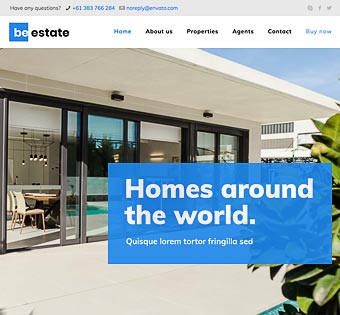 Have any questions? +61 383 766 284 noreply@envato.com
be estate Home About us Properties Agents Contact Buy now
Homes around
the world.
Quisque lorem tortor fringilla sed